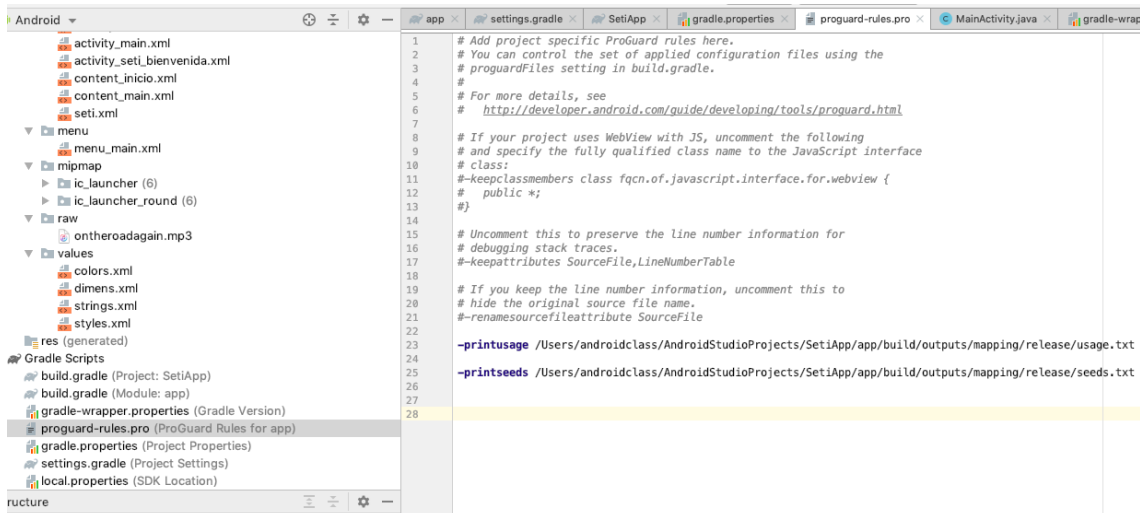 Android
app
settings.gradle
SetiApp
gradle.properties
proguard-rules.pro
MainActivity.java
gradle-wrap
activity_main.xml
activity_seti_bienvenida.xml
content_inicio.xml
content_main.xml
seti.xml
menu
menu_main.xml
mipmap
ic_launcher (6)
ic_launcher_round (6)
raw
ontheroadagain.mp3
values
colors.xml
dimens.xml
strings.xml
styles.xml
res (generated)
Gradle Scripts
build.gradle (Project: SetiApp)
build.gradle (Module: app)
gradle-wrapper.properties (Gradle Version)
proguard-rules.pro (ProGuard Rules for app)
gradle.properties (Project Properties)
settings.gradle (Project Settings)
local.properties (SDK Location)
ructure
1 # Add project specific ProGuard rules here.
2 # You can control the set of applied configuration files using the
3 # proguardFiles setting in build.gradle.
4 #
5 # For more details, see
6 #   http://developer.android.com/guide/developing/tools/proguard.html
7
8 # If your project uses WebView with JS, uncomment the following
9 # and specify the fully qualified class name to the JavaScript interface
10 # class:
11 #-keepclassmembers class fqcn.of.javascript.interface.for.webview {
12 #   public *;
13 #}
14
15 # Uncomment this to preserve the line number information for
16 # debugging stack traces.
17 #-keepattributes SourceFile,LineNumberTable
18
19 # If you keep the line number information, uncomment this to
20 # hide the original source file name.
21 #-renamesourcefileattribute SourceFile
22
23 -printusage /Users/androidclass/AndroidStudioProjects/SetiApp/app/build/outputs/mapping/release/usage.txt
24
25 -printseeds /Users/androidclass/AndroidStudioProjects/SetiApp/app/build/outputs/mapping/release/seeds.txt
26
27
28